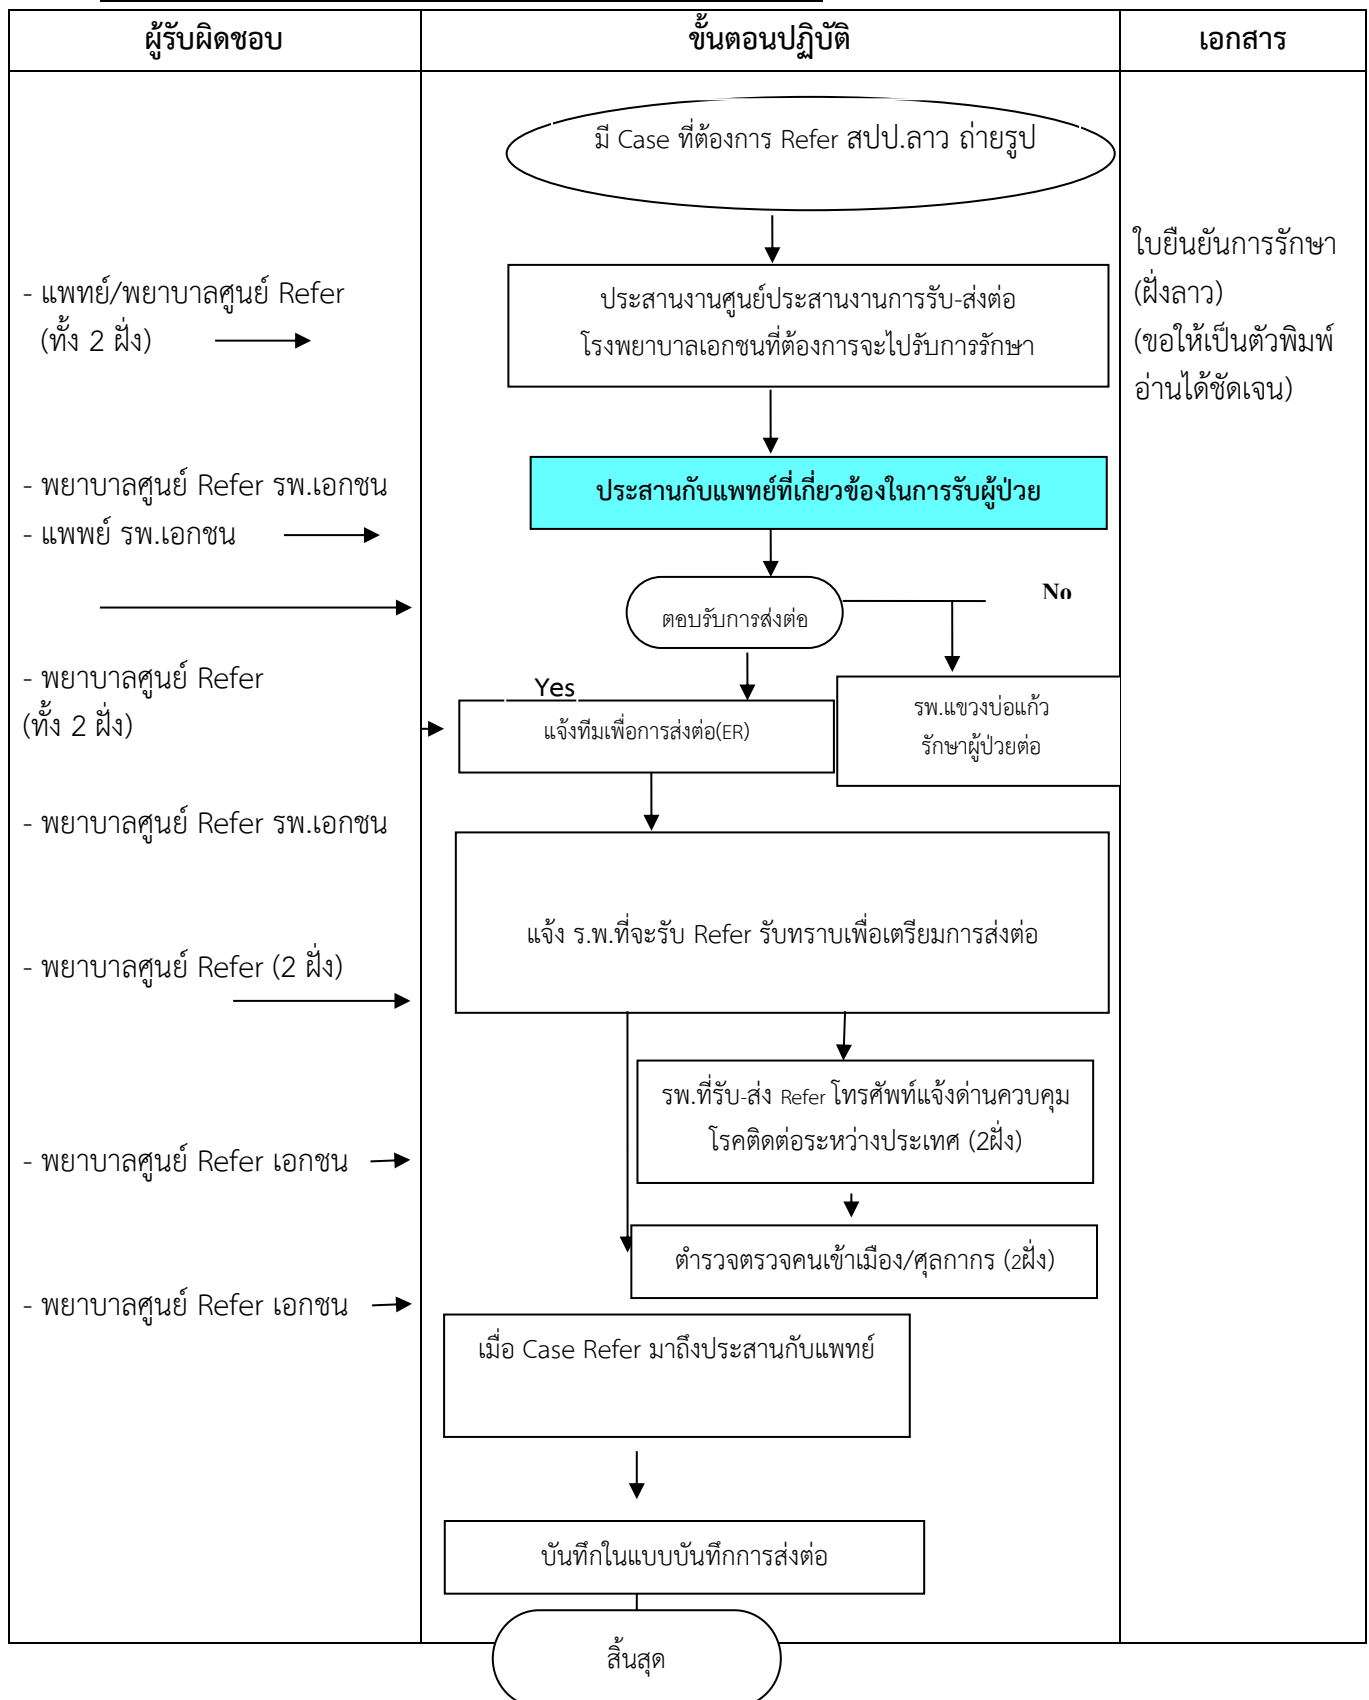 ผู้รับผิดชอบ
ขั้นตอนปฏิบัติ
เอกสาร
มี Case ที่ต้องการ Refer สปป.ลาว ถ่ายรูป
ใบยืนยันการรักษา
(ฝั่งลาว)
(ขอให้เป็นตัวพิมพ์
อ่านได้ชัดเจน)
- แพทย์/พยาบาลศูนย์ Refer
(ทั้ง 2 ฝั่ง)
ประสานงานศูนย์ประสานงานการรับ-ส่งต่อ
โรงพยาบาลเอกชนที่ต้องการจะไปรับการรักษา
- พยาบาลศูนย์ Refer รพ.เอกชน
- แพพย์ รพ.เอกชน
ประสานกับแพทย์ที่เกี่ยวข้องในการรับผู้ป่วย
No
ตอบรับการส่งต่อ
- พยาบาลศูนย์ Refer
(ทั้ง 2 ฝั่ง)
Yes
แจ้งทีมเพื่อการส่งต่อ(ER)
รพ.แขวงบ่อแก้ว
รักษาผู้ป่วยต่อ
- พยาบาลศูนย์ Refer รพ.เอกชน
แจ้ง ร.พ.ที่จะรับ Refer รับทราบเพื่อเตรียมการส่งต่อ
- พยาบาลศูนย์ Refer (2 ฝั่ง)
รพ.ที่รับ-ส่ง Refer โทรศัพท์แจ้งด่านควบคุม
โรคติดต่อระหว่างประเทศ (2ฝั่ง)
- พยาบาลศูนย์ Refer เอกชน
ตำรวจตรวจคนเข้าเมือง/ศุลกากร (2ฝั่ง)
- พยาบาลศูนย์ Refer เอกชน
เมื่อ Case Refer มาถึงประสานกับแพทย์
บันทึกในแบบบันทึกการส่งต่อ
สิ้นสุด